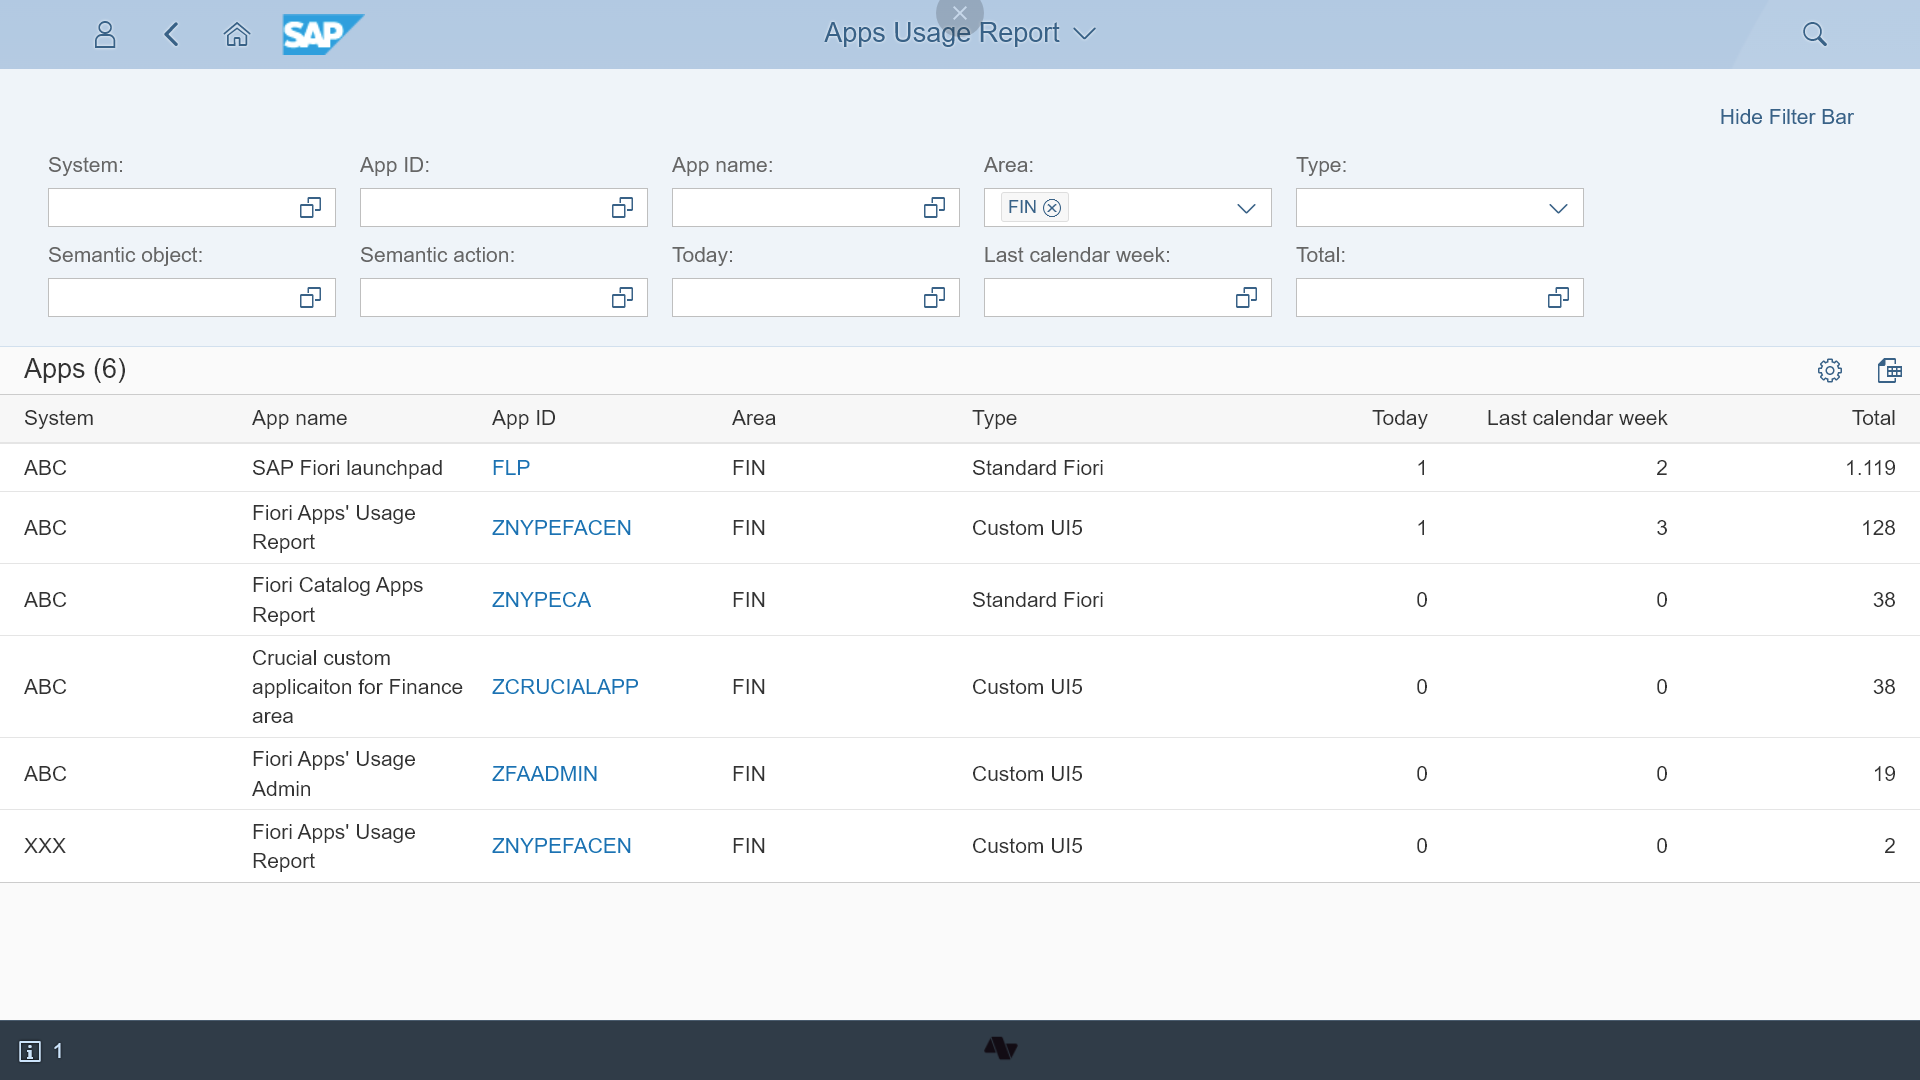 SAP
Apps Usage Report
Hide Filter Bar
System: App ID: App name: Area: Type:
FIN
Semantic object: Semantic action: Today: Last calendar week: Total:
Apps (6)
System App name App ID Area Type Today Last calendar week Total
ABC SAP Fiori launchpad FLP FIN Standard Fiori 1 2 1.119
Fiori Apps' Usage
ABC ZNYPEFACEN FIN Custom UI5 1 3 128
Report
Fiori Catalog Apps
ABC ZNYPECA FIN Standard Fiori 0 0 38
Report
Crucial custom
ABC applicaiton for Finance ZCRUCIALAPP FIN Custom UI5 0 0 38
area
Fiori Apps' Usage
ABC ZFAADMIN FIN Custom UI5 0 0 19
Admin
Fiori Apps' Usage
XXX ZNYPEFACEN FIN Custom UI5 0 0 2
Report
1